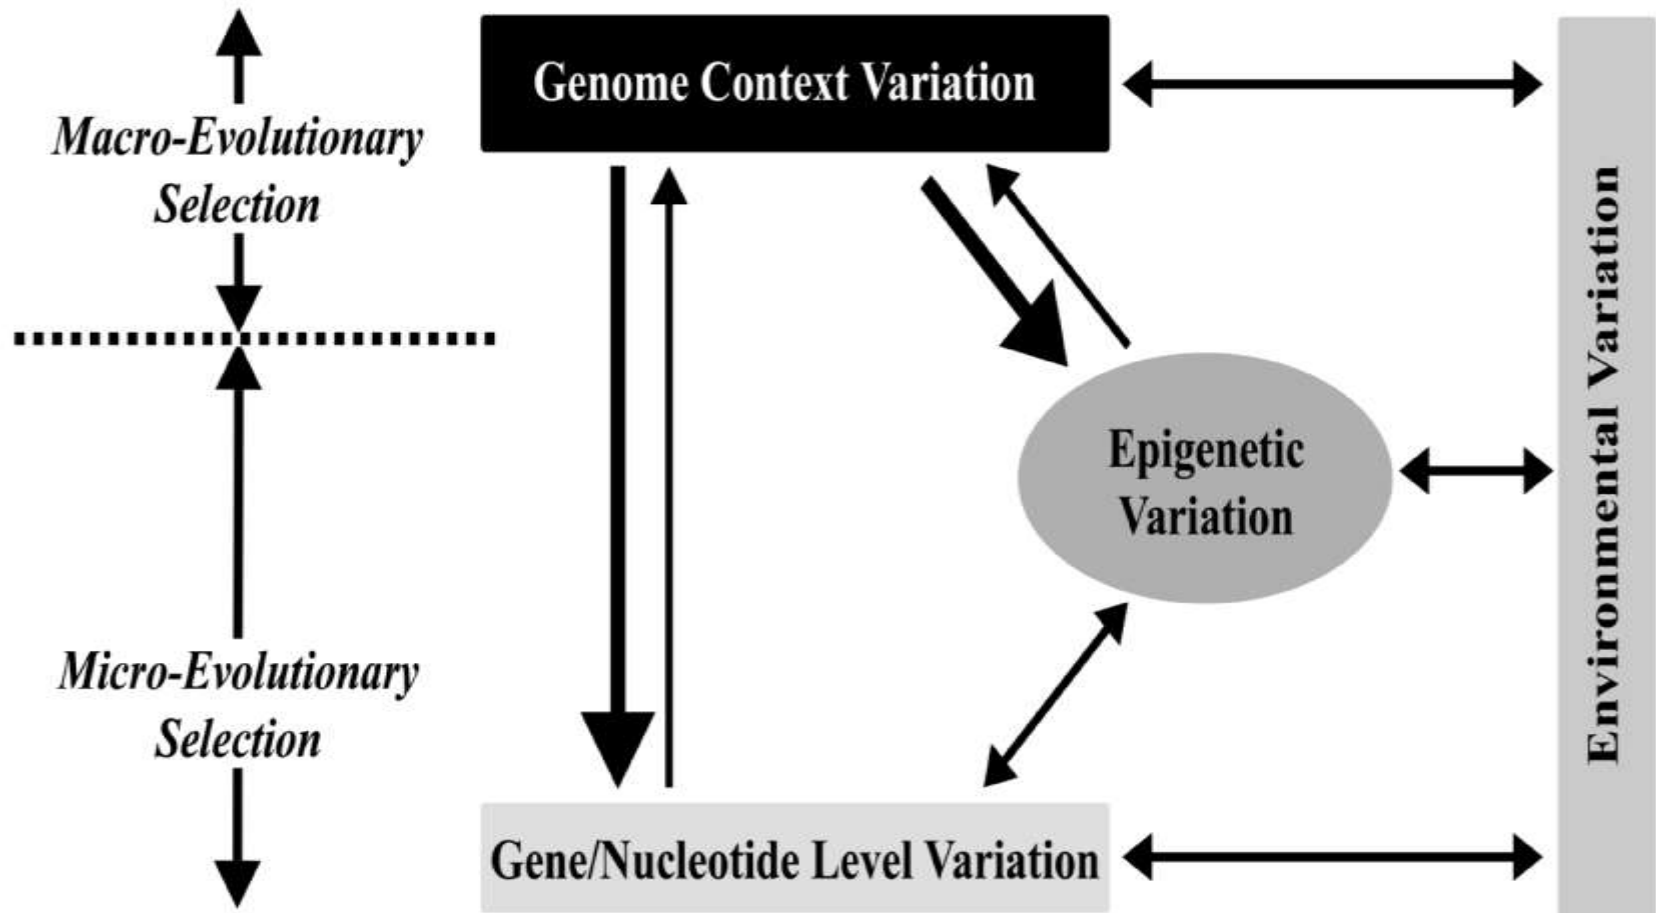 Genome Context Variation
Macro-Evolutionary
Selection
Epigenetic
Variation
Environmental Variation
Micro-Evolutionary
Selection
Gene/Nucleotide Level Variation